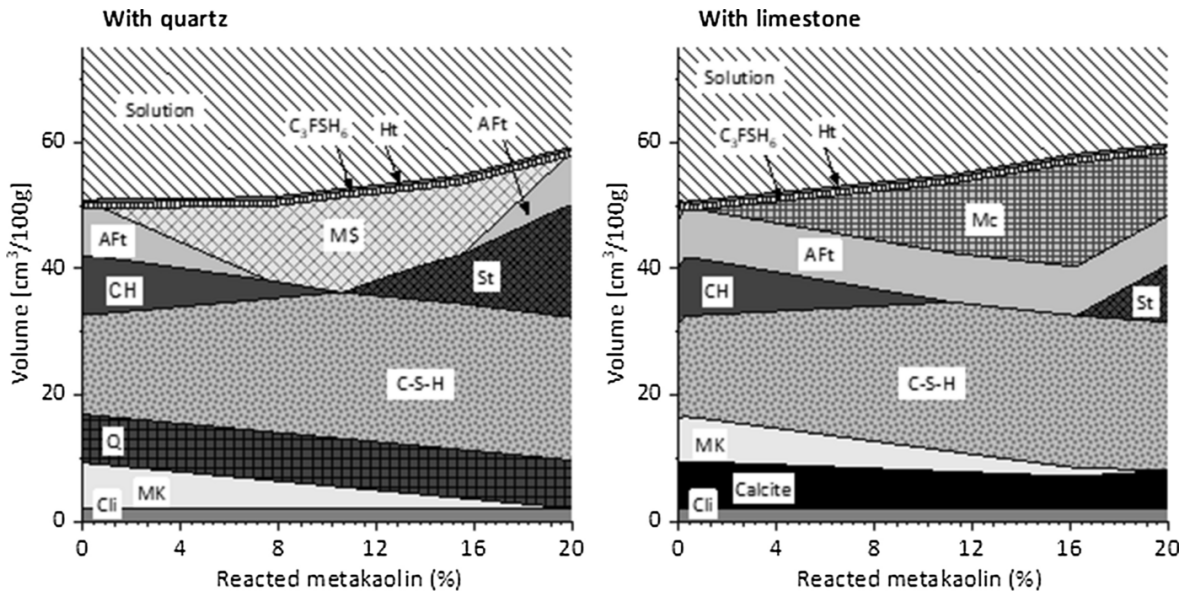 With quartz
Volume [cm³/100g]
60
40
20
0
Solution
C₃FSH₆
Ht
AFt
AFt
MS
CH
St
C-S-H
Q
MK
Cli
0 4 8 12 16 20
Reacted metakaolin (%)
With limestone
Volume [cm³/100g]
60
40
20
0
Solution
C₃FSH₆
Ht
Mc
AFt
CH
St
C-S-H
MK
Calcite
Cli
0 4 8 12 16 20
Reacted metakaolin (%)